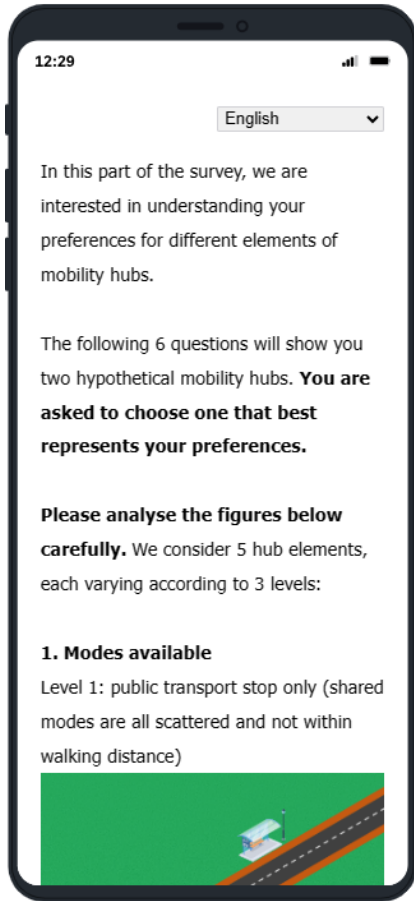 12:29
English
In this part of the survey, we are
interested in understanding your
preferences for different elements of
mobility hubs.
The following 6 questions will show you
two hypothetical mobility hubs. You are
asked to choose one that best
represents your preferences.
Please analyse the figures below
carefully. We consider 5 hub elements,
each varying according to 3 levels:
1. Modes available
Level 1: public transport stop only (shared
modes are all scattered and not within
walking distance)